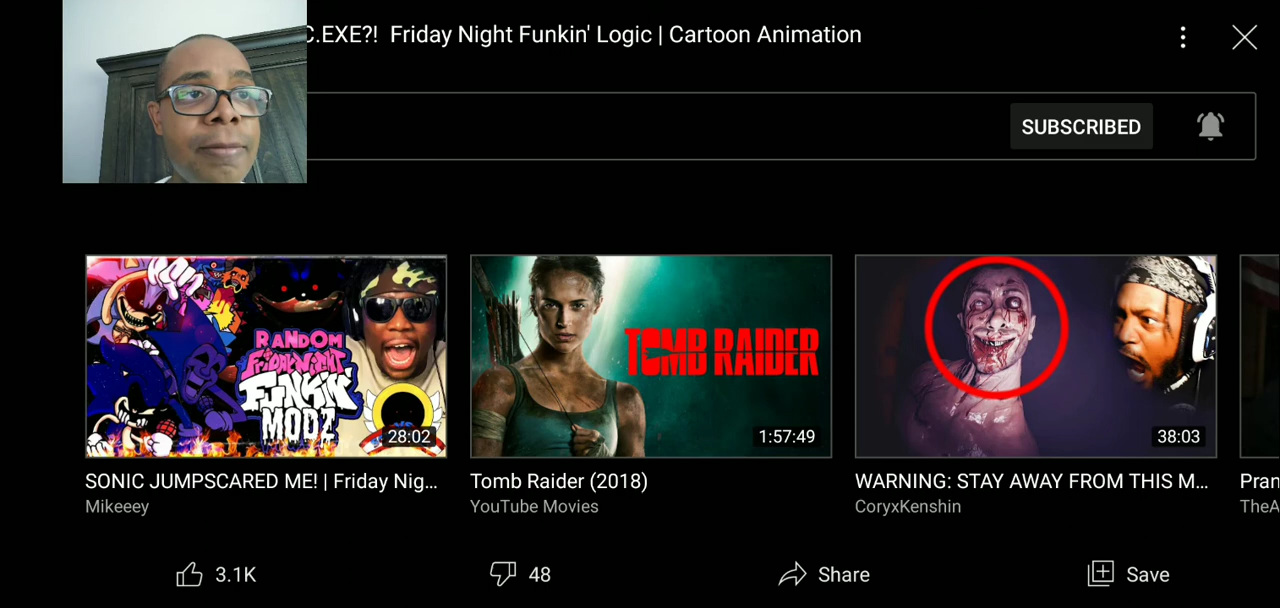 C.EXE?! Friday Night Funkin' Logic | Cartoon Animation
SUBSCRIBED
RANDOM
FRIDAY NIGHT
FUNKIN
MODZ
28:02
TOMB RAIDER
1:57:49
38:03
SONIC JUMPSCARED ME! | Friday Nig...
Mikeeey
Tomb Raider (2018)
YouTube Movies
WARNING: STAY AWAY FROM THIS M...
CoryxKenshin
Pran
TheA
3.1K
48
Share
Save